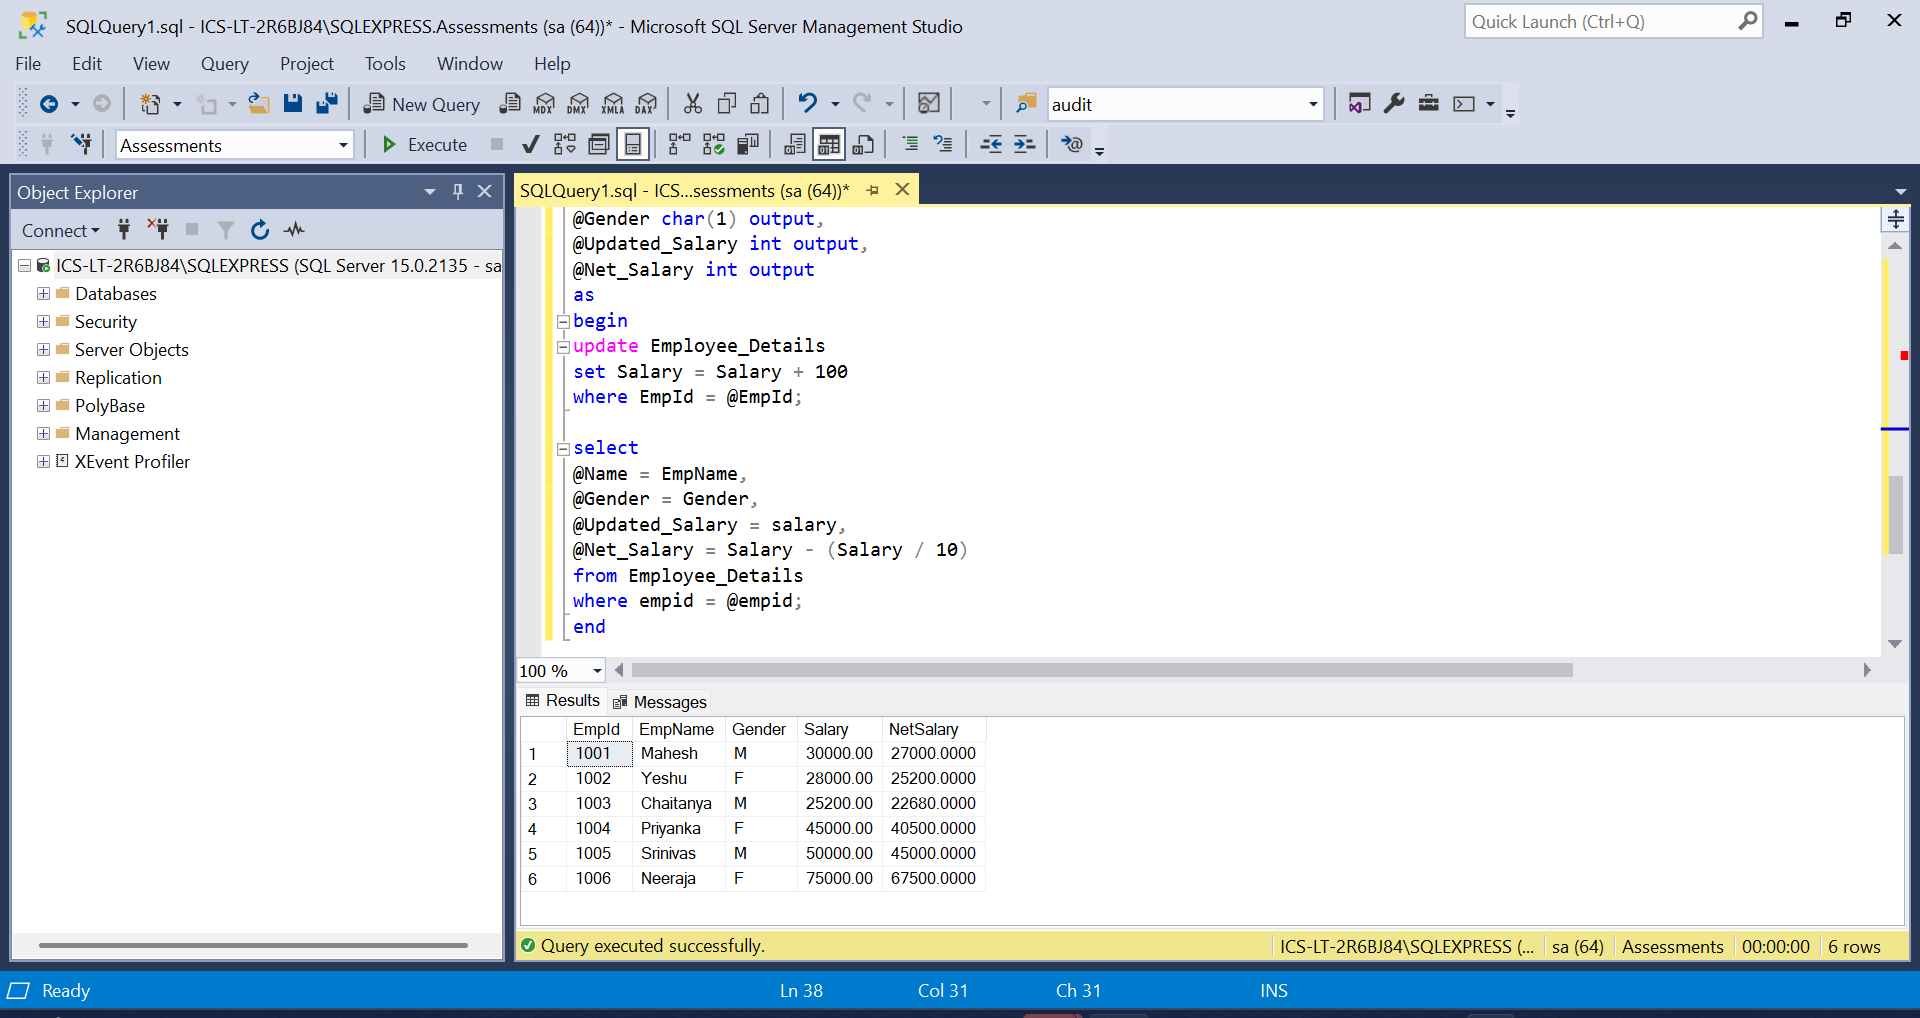 SQLQuery1.sql - ICS-LT-2R6BJ84\SQLEXPRESS.Assessments (sa (64))* - Microsoft SQL Server Management Studio
Quick Launch (Ctrl+Q)
File Edit View Query Project Tools Window Help
New Query MDX DMX XMLA DAX audit
Assessments Execute
Object Explorer
Connect
ICS-LT-2R6BJ84\SQLEXPRESS (SQL Server 15.0.2135 - sa
Databases
Security
Server Objects
Replication
PolyBase
Management
XEvent Profiler
SQLQuery1.sql - ICS...sessments (sa (64))*
@Gender char(1) output,
@Updated_Salary int output,
@Net_Salary int output
as
begin
update Employee_Details
set Salary = Salary + 100
where EmpId = @EmpId;
select
@Name = EmpName,
@Gender = Gender,
@Updated_Salary = salary,
@Net_Salary = Salary - (Salary / 10)
from Employee_Details
where empid = @empid;
end
100 %
Results Messages
EmpId EmpName Gender Salary NetSalary
1 1001 Mahesh M 30000.00 27000.0000
2 1002 Yeshu F 28000.00 25200.0000
3 1003 Chaitanya M 25200.00 22680.0000
4 1004 Priyanka F 45000.00 40500.0000
5 1005 Srinivas M 50000.00 45000.0000
6 1006 Neeraja F 75000.00 67500.0000
Query executed successfully. ICS-LT-2R6BJ84\SQLEXPRESS (... sa (64) Assessments 00:00:00 6 rows
Ready Ln 38 Col 31 Ch 31 INS